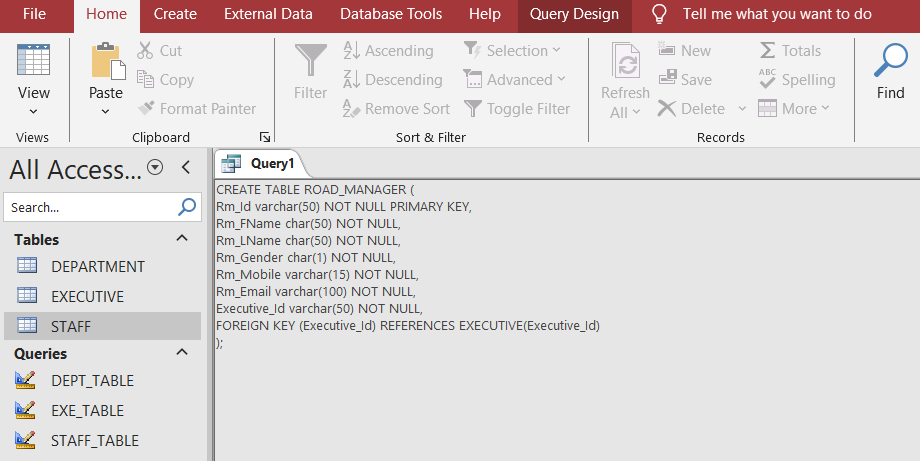 File Home Create External Data Database Tools Help Query Design Tell me what you want to do
View
Views
Paste
Cut
Copy
Format Painter
Clipboard
Filter
Ascending
Descending
Remove Sort
Selection
Advanced
Toggle Filter
Sort & Filter
Refresh
All
New
Save
Delete
Totals
Spelling
More
Records
Find
All Access...
Search...
Tables
DEPARTMENT
EXECUTIVE
STAFF
Queries
DEPT_TABLE
EXE_TABLE
STAFF_TABLE
Query1
CREATE TABLE ROAD_MANAGER (
Rm_Id varchar(50) NOT NULL PRIMARY KEY,
Rm_FName char(50) NOT NULL,
Rm_LName char(50) NOT NULL,
Rm_Gender char(1) NOT NULL,
Rm_Mobile varchar(15) NOT NULL,
Rm_Email varchar(100) NOT NULL,
Executive_Id varchar(50) NOT NULL,
FOREIGN KEY (Executive_Id) REFERENCES EXECUTIVE(Executive_Id)
);